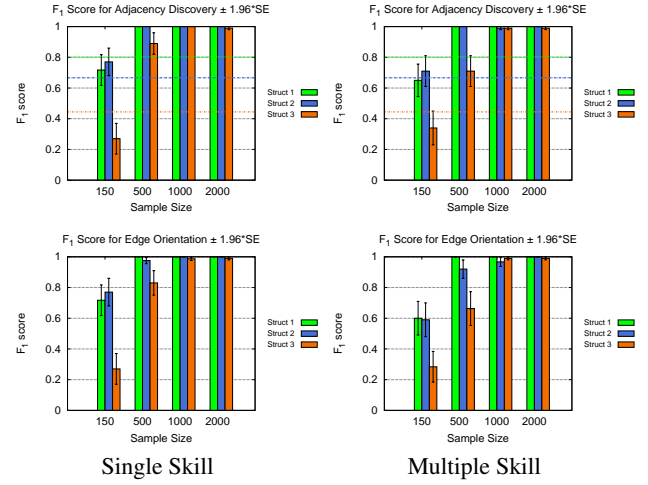 F1 Score for Adjacency Discovery ± 1.96*SE
1
0.8
0.6
0.4
0.2
0
F1 score
150 500 1000 2000
Sample Size
Struct 1
Struct 2
Struct 3
F1 Score for Adjacency Discovery ± 1.96*SE
1
0.8
0.6
0.4
0.2
0
F1 score
150 500 1000 2000
Sample Size
Struct 1
Struct 2
Struct 3
F1 Score for Edge Orientation ± 1.96*SE
1
0.8
0.6
0.4
0.2
0
F1 score
150 500 1000 2000
Sample Size
Struct 1
Struct 2
Struct 3
F1 Score for Edge Orientation ± 1.96*SE
1
0.8
0.6
0.4
0.2
0
F1 score
150 500 1000 2000
Sample Size
Struct 1
Struct 2
Struct 3
Single Skill
Multiple Skill